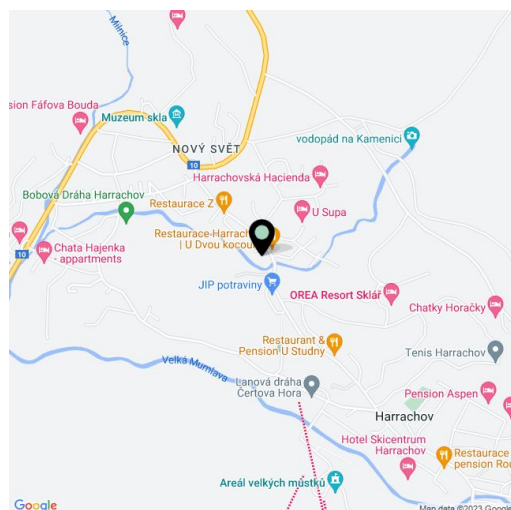 Milnice
nsion Fáfova Bouda
Muzeum skla
NOVÝ SVĚT
10
vodopád na Kamenici
Harrachovská Hacienda
Bobová Dráha Harrachov
Restaurace Z
U Supa
Restaurace-Harrach
| U Dvou kocou
10
Chata Hajenka
- appartments
JIP potraviny
OREA Resort Sklář
Chatky Horačky
Restaurant &
Pension U Studny
Tenis Harrachov
Velká Mumlava
Lanová dráha
Čertova Hora
Pension Aspen
Harrachov
Hotel Skicentrum
Harrachov
Restaurace
pension Rou
Areál velkých můstků
Google
Map data ©2023 Google